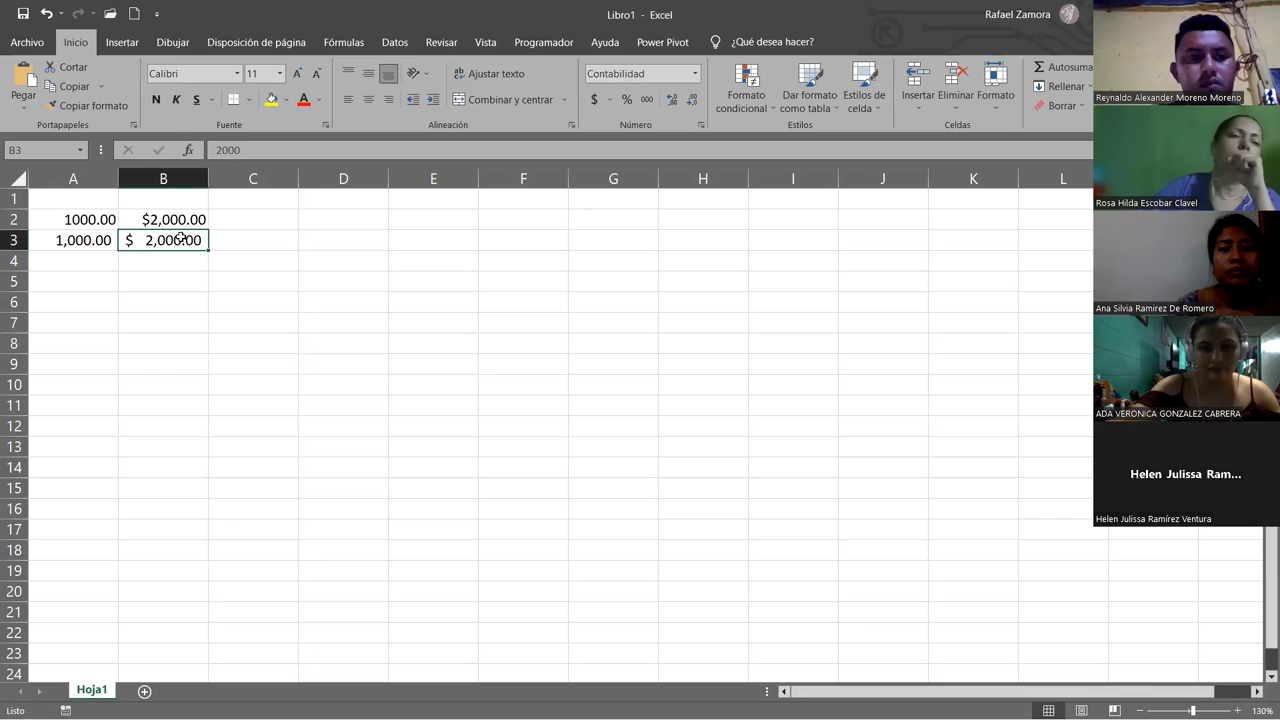 Libro1 - Excel
Rafael Zamora
Archivo Inicio Insertar Dibujar Disposición de página Fórmulas Datos Revisar Vista Programador Ayuda Power Pivot ¿Qué desea hacer?
Pegar
Cortar
Copiar
Copiar formato
Portapapeles
Calibri 11
N K S
Fuente
Ajustar texto
Combinar y centrar
Alineación
Contabilidad
$ % 000
Número
Formato condicional
Dar formato como tabla
Estilos de celda
Estilos
Insertar
Eliminar
Formato
Celdas
Autosuma
Rellenar
Borrar
B3 fx 2000
A B C D E F G H I J K L
1
2 1000.00 $2,000.00
3 1,000.00 $ 2,000.00
4
5
6
7
8
9
10
11
12
13
14
15
16
17
18
19
20
21
22
23
24
Hoja1
Listo
130%
Reynaldo Alexander Moreno Moreno
Rosa Hilda Escobar Clavel
Ana Silvia Ramirez De Romero
ADA VERONICA GONZALEZ CABRERA
Helen Julissa Ram...
Helen Julissa Ramírez Ventura